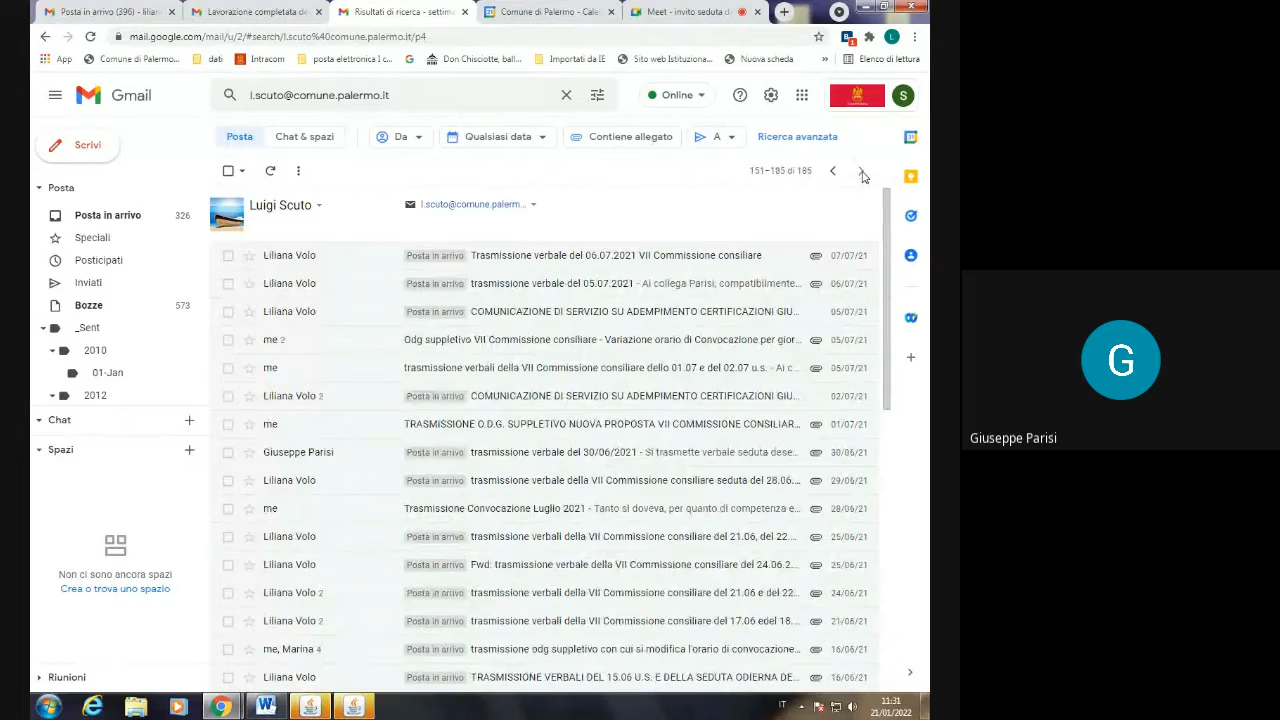 Posta in arrivo (396) - liliana
Lavorazione completata de
Risultati di ricerca - settima
Comune di Palermo - Cale
Meet - invito seduta d
mail.google.com/mail/u/2/#search/l.scuto%40comune.palermo.it/p4
App
Comune di Palermo...
dati
Intracom
posta elettronica I c...
Don Chisciotte, ball...
Importati da IE
Sito web Istituziona...
Nuova scheda
»
Elenco di lettura
Gmail
l.scuto@comune.palermo.it
Online
S
Scrivi
Posta
Chat & spazi
Da
Qualsiasi data
Contiene allegato
A
Ricerca avanzata
151–185 di 185
Posta
Posta in arrivo 326
Speciali
Posticipati
Inviati
Bozze 573
_Sent
2010
01-Jan
2012
Chat
Spazi
Non ci sono ancora spazi
Crea o trova uno spazio
Riunioni
Luigi Scuto
l.scuto@comune.palerm...
Liliana Volo Posta in arrivo Trasmissione verbale del 06.07.2021 VII Commissione consiliare 07/07/21
Liliana Volo Posta in arrivo trasmissione verbale del 05.07.2021 - Ai collega Parisi, compatibilmente... 06/07/21
Liliana Volo Posta in arrivo COMUNICAZIONE DI SERVIZIO SU ADEMPIMENTO CERTIFICAZIONI GIU... 05/07/21
me 2 Odg suppletivo VII Commissione consiliare - Variazione orario di Convocazione per gior... 05/07/21
me trasmissione verbali della VII Commissione consiliare dello 01.07 e del 02.07 u.s. - Ai c... 05/07/21
Liliana Volo 2 Posta in arrivo COMUNICAZIONE DI SERVIZIO SU ADEMPIMENTO CERTIFICAZIONI GIU... 02/07/21
me TRASMISSIONE O.D.G. SUPPLETIVO NUOVA PROPOSTA VII COMMISSIONE CONSILIAR... 01/07/21
Giuseppe Parisi Posta in arrivo trasmissione verbale del 30/06/2021 - Si trasmette verbale seduta dese... 30/06/21
Liliana Volo Posta in arrivo trasmissione verbale della VII Commissione consiliare seduta del 28.06.... 29/06/21
me Trasmissione Convocazione Luglio 2021 - Tanto si doveva, per quanto di competenza e... 28/06/21
Liliana Volo Posta in arrivo trasmissione verbali della VII Commissione consiliare del 21.06, del 22.... 25/06/21
Liliana Volo Posta in arrivo Fwd: trasmissione verbale della VII Commissione consiliare del 24.06.2... 25/06/21
Liliana Volo 2 Posta in arrivo trasmissione verbali della VII Commissione consiliare del 21.06 e del 22... 24/06/21
Liliana Volo 2 Posta in arrivo trasmissione verbali della VII Commissione consiliare del 17.06 edel 18.... 21/06/21
me, Marina 4 Posta in arrivo trasmissione odg suppletivo con cui si modifica l'orario di convocazione... 16/06/21
Liliana Volo Posta in arrivo TRASMISSIONE VERBALI DEL 15.06 U.S. E DELLA SEDUTA ODIERNA DE... 16/06/21
IT
11:31
21/01/2022
G
Giuseppe Parisi